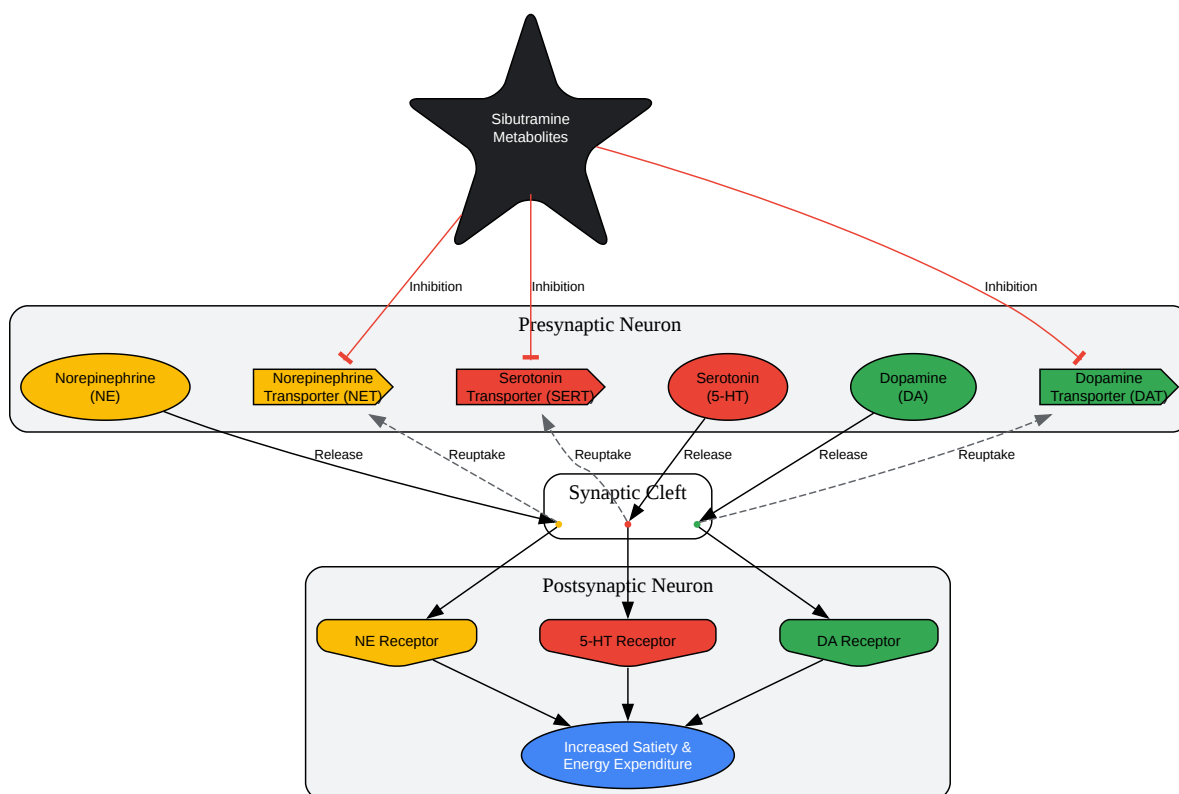 Sibutramine
Metabolites
Inhibition
Inhibition
Inhibition
Presynaptic Neuron
Norepinephrine
(NE)
Norepinephrine
Transporter (NET)
Serotonin
Transporter (SERT)
Serotonin
(5-HT)
Dopamine
(DA)
Dopamine
Transporter (DAT)
Release
Reuptake
Reuptake
Release
Release
Reuptake
Synaptic Cleft
Postsynaptic Neuron
NE Receptor
5-HT Receptor
DA Receptor
Increased Satiety &
Energy Expenditure